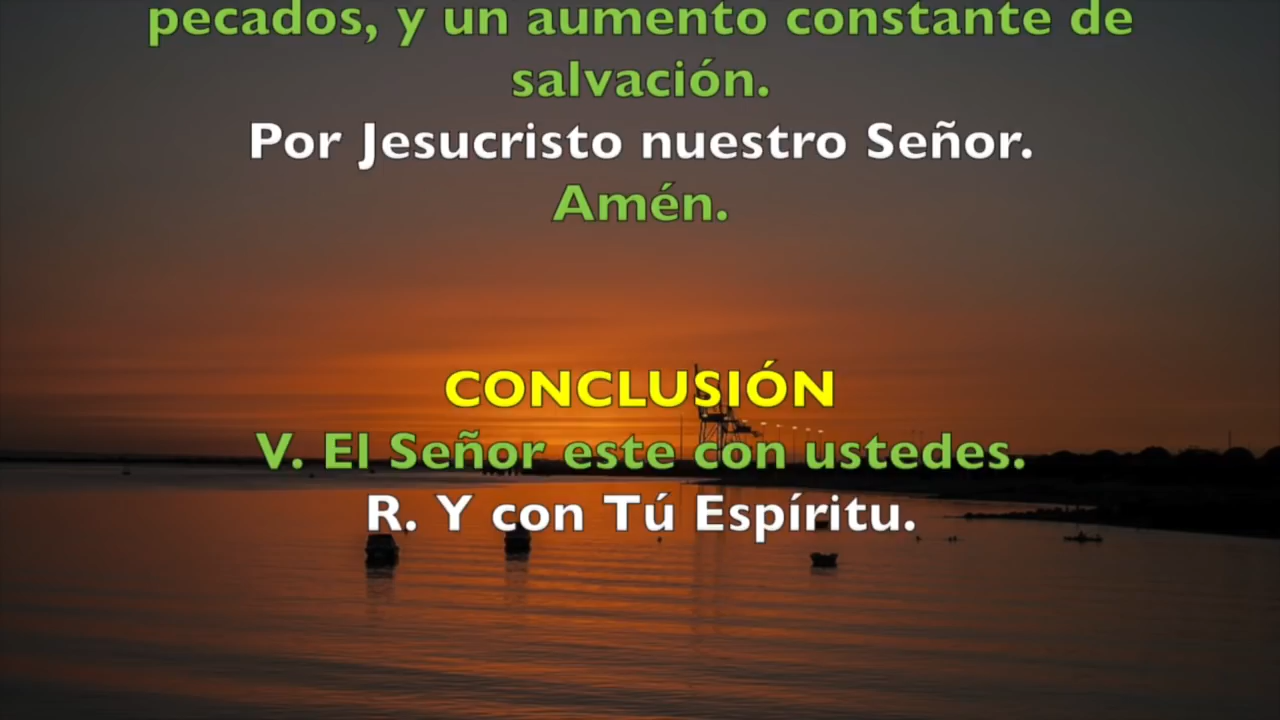 pecados, y un aumento constante de
salvación.
Por Jesucristo nuestro Señor.
Amén.
CONCLUSIÓN
V. El Señor este con ustedes.
R. Y con Tú Espíritu.